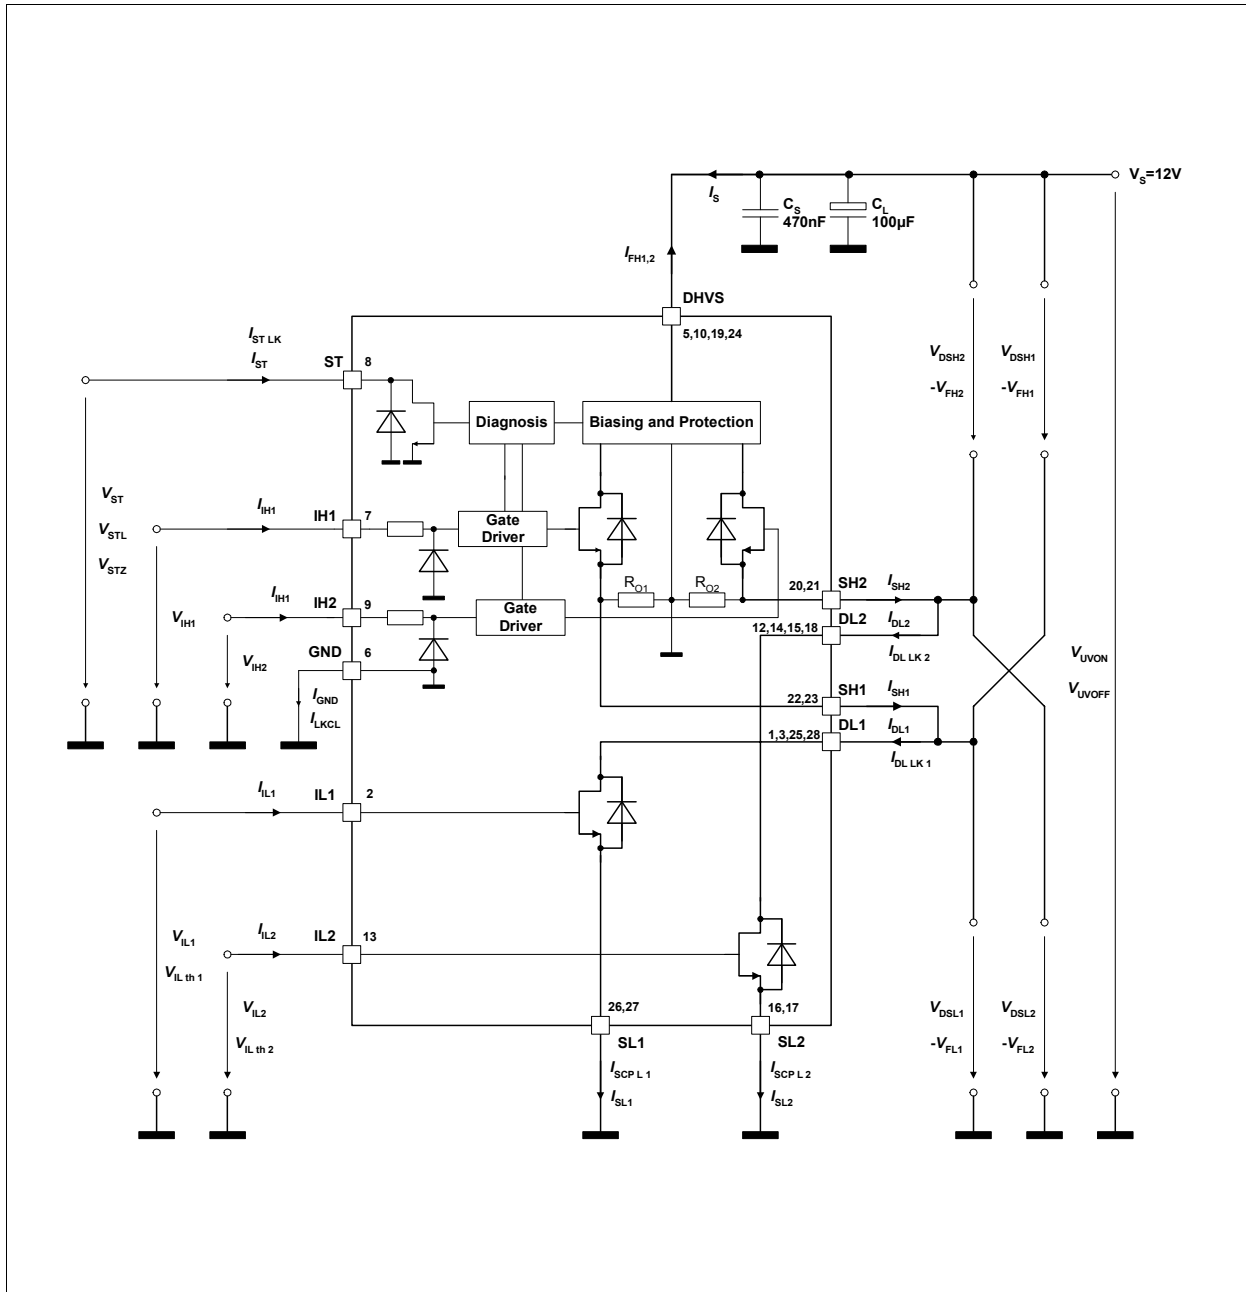 V_S=12V
I_S
C_S
470nF
C_L
100µF
I_FH1,2
DHVS
5,10,19,24
I_ST LK
I_ST
ST
8
V_DSH2
V_DSH1
-V_FH2
-V_FH1
Diagnosis
Biasing and Protection
V_ST
V_STL
V_STZ
I_IH1
IH1
7
Gate
Driver
R_O1
R_O2
20,21
SH2
I_SH2
I_IH1
IH2
9
Gate
Driver
V_IH1
12,14,15,18
DL2
I_DL2
I_DL LK 2
GND
6
V_IH2
V_UVON
V_UVOFF
I_GND
I_LKCL
22,23
SH1
I_SH1
1,3,25,28
DL1
I_DL1
I_DL LK 1
I_IL1
IL1
2
V_IL1
V_IL th 1
I_IL2
IL2
13
V_IL2
V_IL th 2
26,27
16,17
V_DSL1
V_DSL2
-V_FL1
-V_FL2
SL1
SL2
I_SCP L 1
I_SL1
I_SCP L 2
I_SL2